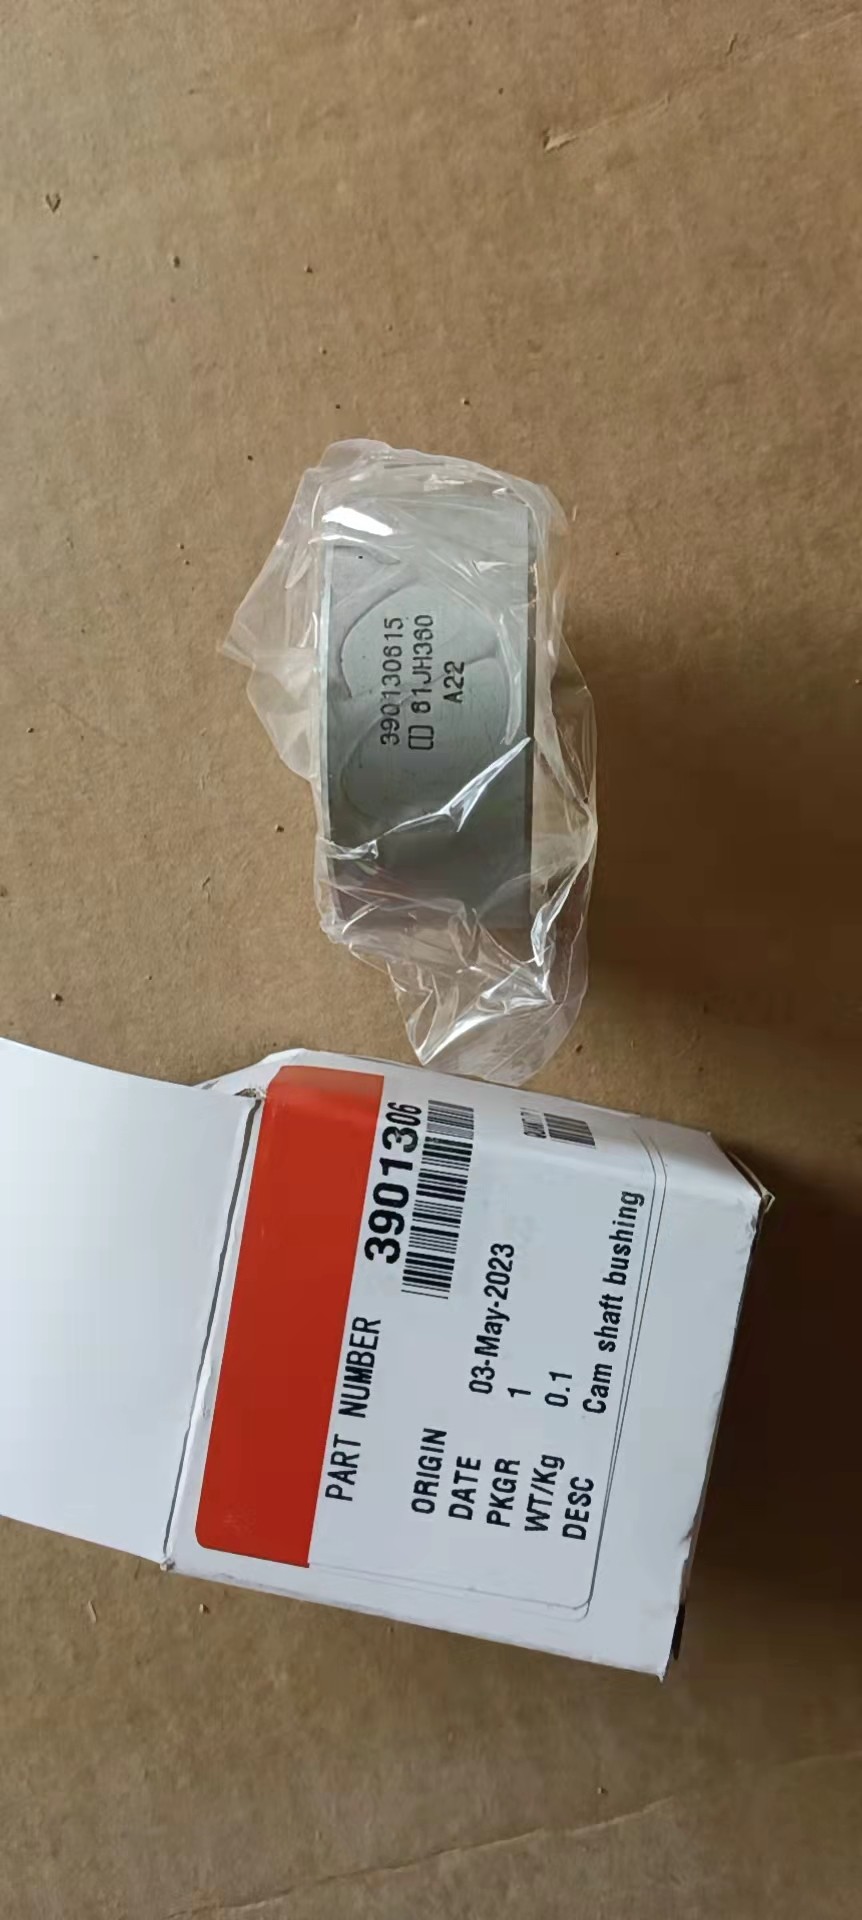 390130615
CD 81JH360
A22
PART NUMBER 3901306
ORIGIN
DATE 03-May-2023
PKGR 1
WT/Kg 0.1
DESC Cam shaft bushing